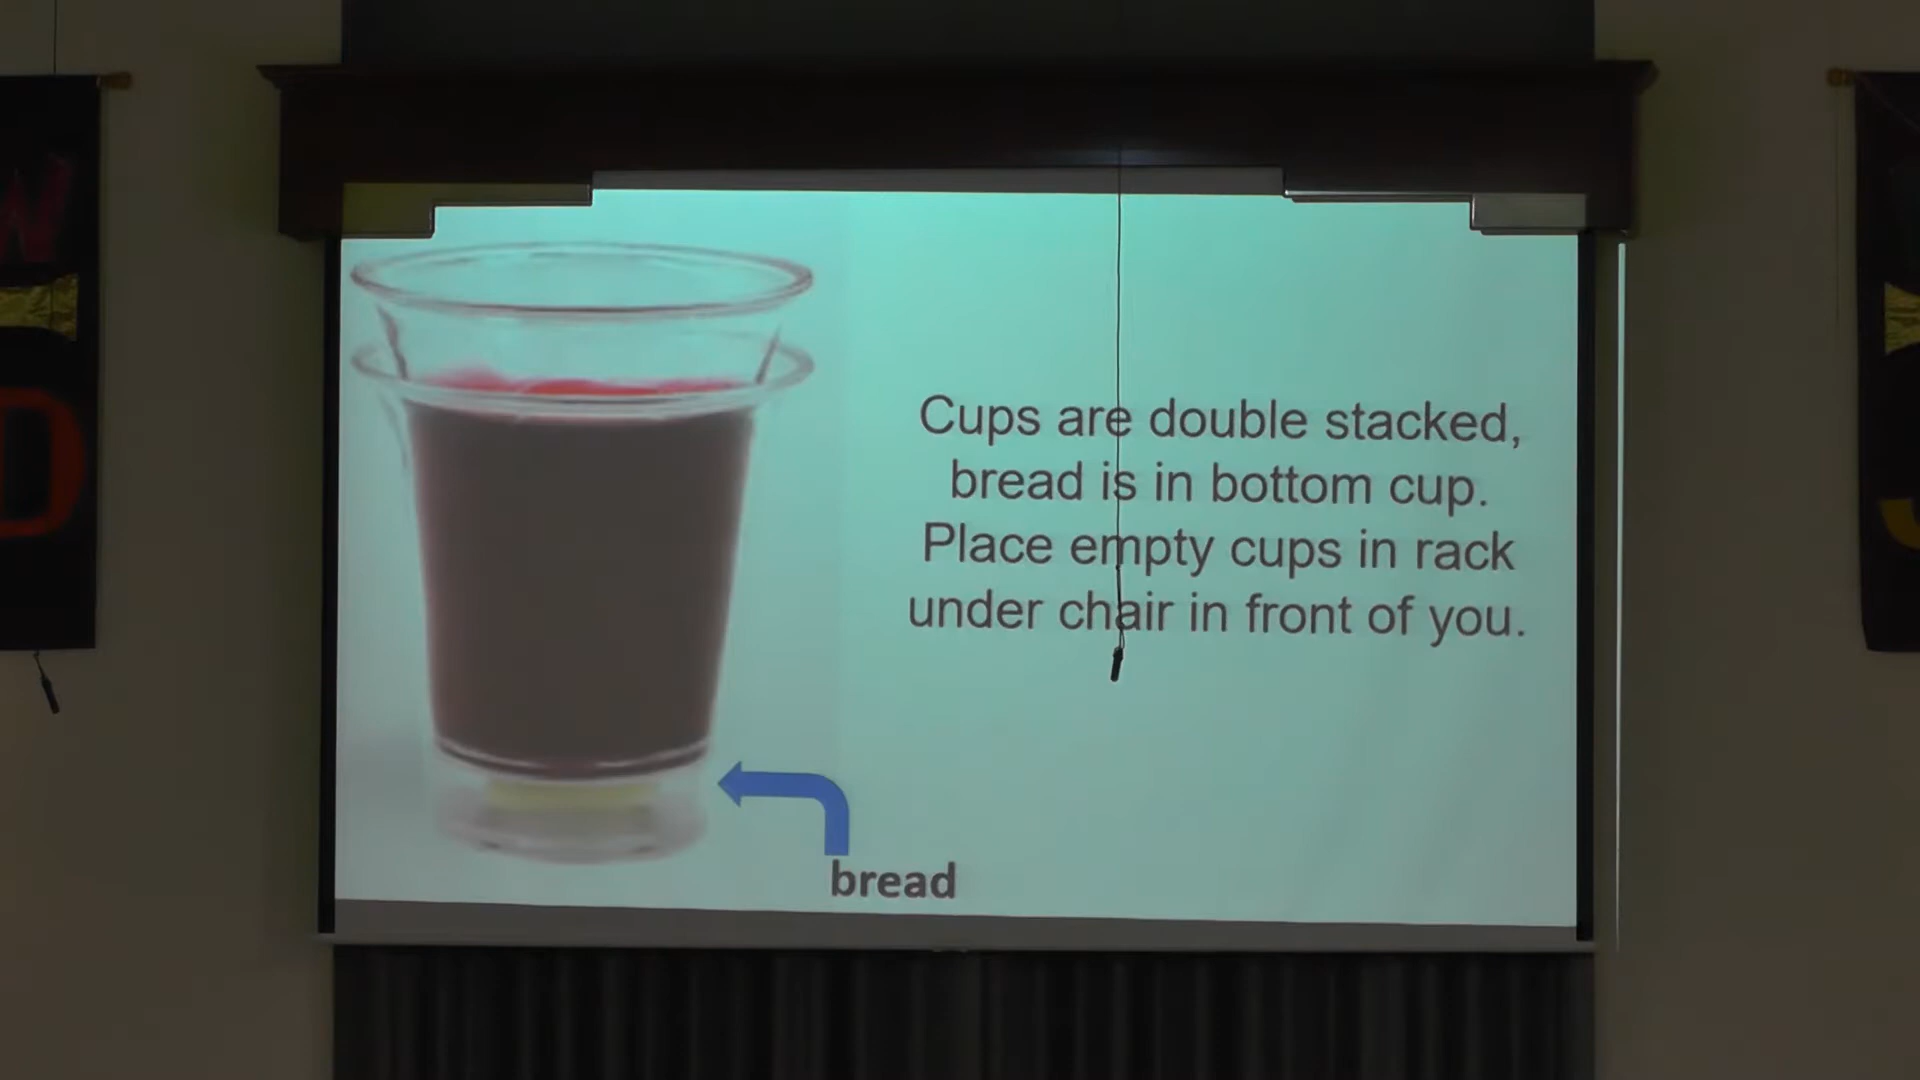 W
D
Cups are double stacked,
bread is in bottom cup.
Place empty cups in rack
under chair in front of you.
bread